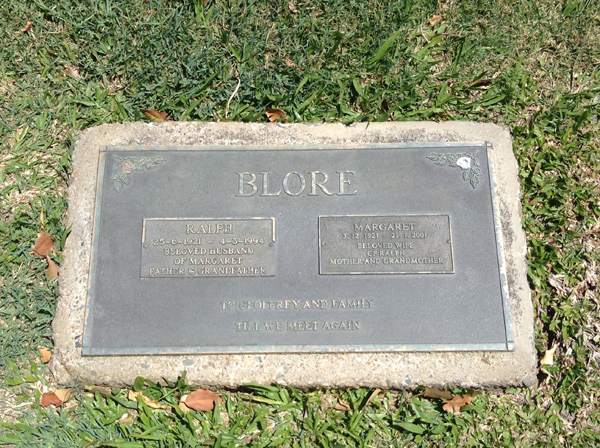 BLORE
RALPH
25-6-1921 - 4-3-1994
BELOVED HUSBAND
OF MARGARET
FATHER & GRANDFATHER
MARGARET
BELOVED WIFE
OF RALPH
MOTHER AND GRANDMOTHER
GEOFFREY AND FAMILY
TILL WE MEET AGAIN